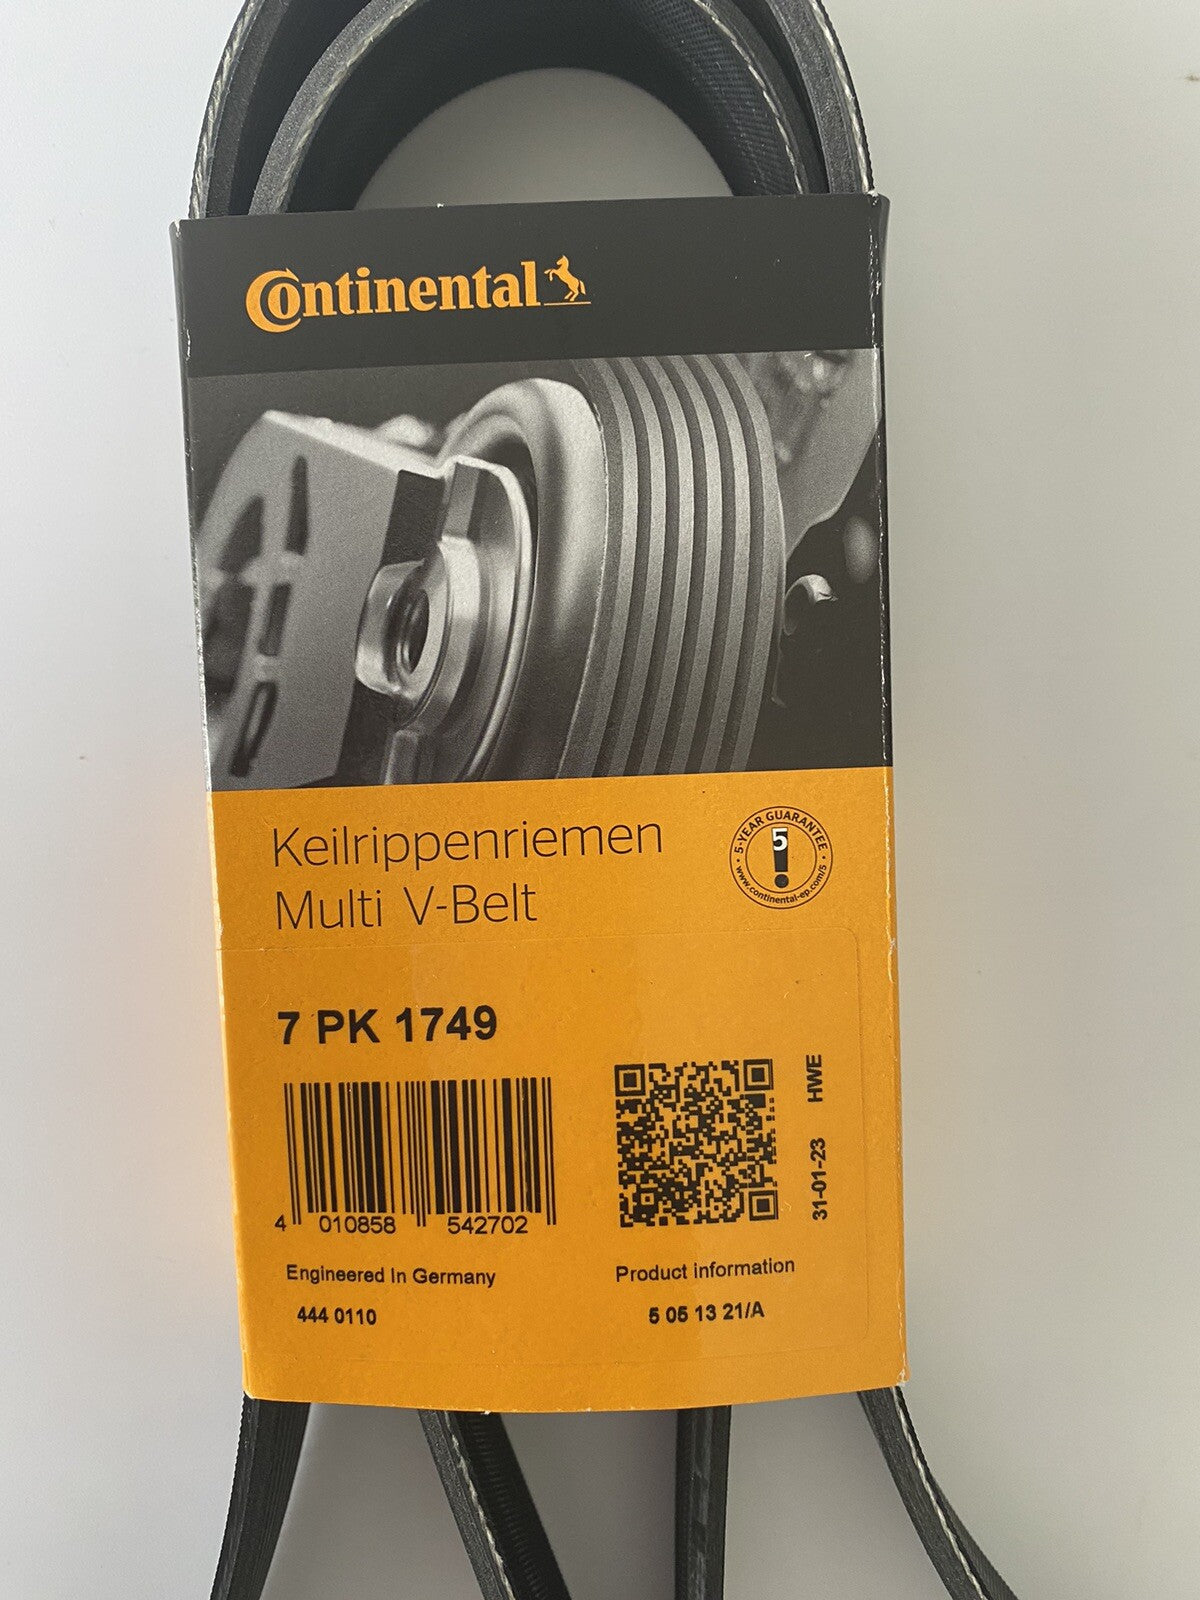 Continental
Keilrippenriemen
Multi V-Belt
5-YEAR GUARANTEE
5
www.continental-ep.com/5
7 PK 1749
4 010858 542702
31-01-23 HWE
Engineered In Germany
Product information
444 0110
5 05 13 21/A